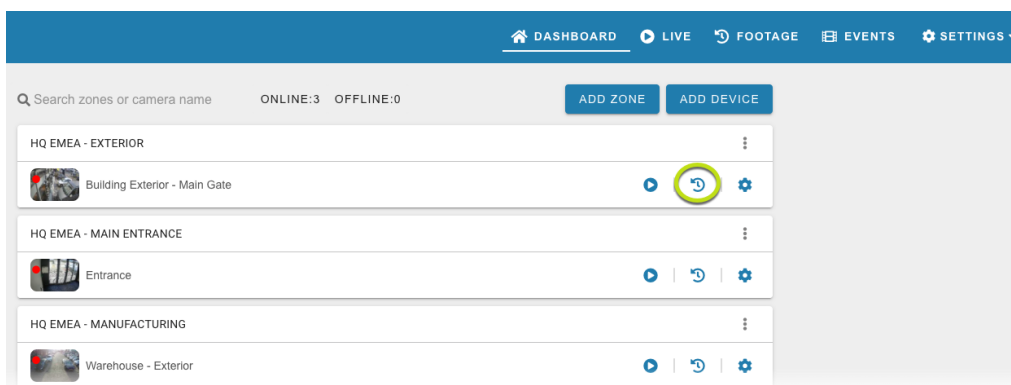 DASHBOARD LIVE FOOTAGE EVENTS SETTINGS
Search zones or camera name ONLINE:3 OFFLINE:0 ADD ZONE ADD DEVICE
HQ EMEA - EXTERIOR
Building Exterior - Main Gate
HQ EMEA - MAIN ENTRANCE
Entrance
HQ EMEA - MANUFACTURING
Warehouse - Exterior